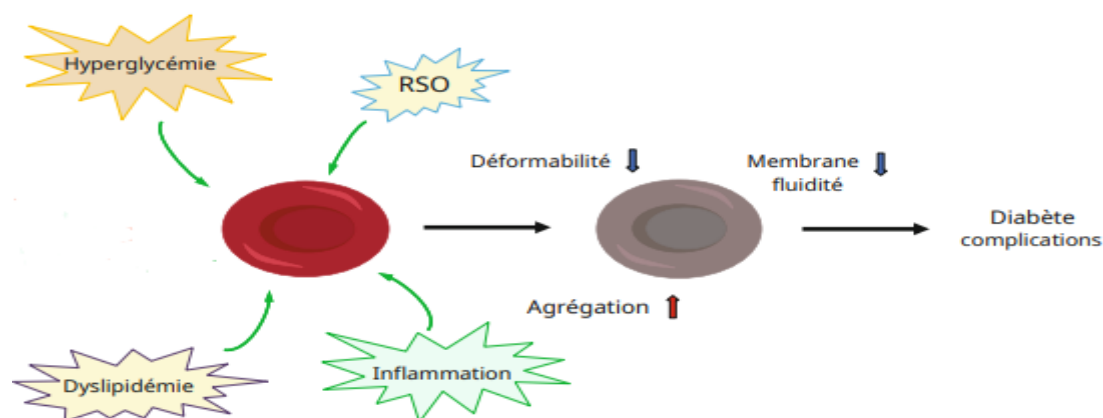 Hyperglycémie
RSO
Déformabilité
Membrane
fluidité
Diabète
complications
Agrégation
Dyslipidémie
Inflammation